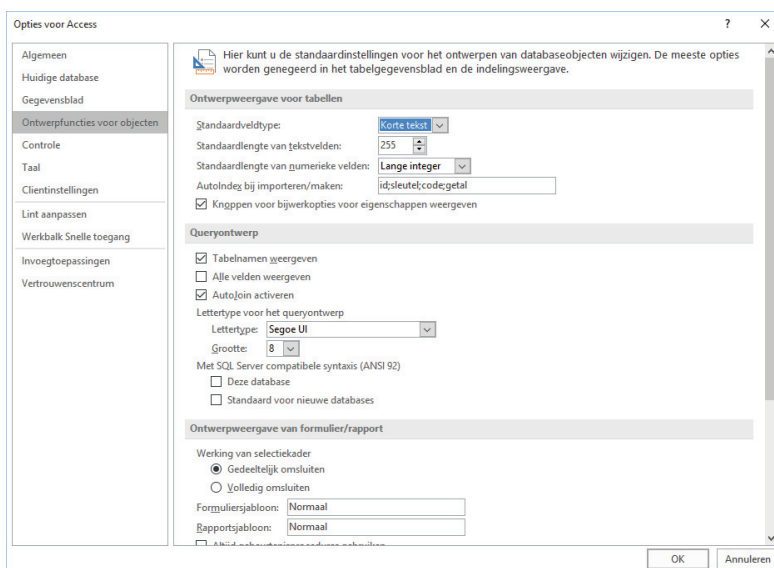 Opties voor Access
?
Algemeen
Huidige database
Gegevensblad
Ontwerpfuncties voor objecten
Controle
Taal
Clientinstellingen
Lint aanpassen
Werkbalk Snelle toegang
Invoegtoepassingen
Vertrouwenscentrum
Hier kunt u de standaardinstellingen voor het ontwerpen van databaseobjecten wijzigen. De meeste opties
worden genegeerd in het tabelgegevensblad en de indelingsweergave.
Ontwerpweergave voor tabellen
Standaardveldtype: Korte tekst
Standaardlengte van tekstvelden: 255
Standaardlengte van numerieke velden: Lange integer
AutoIndex bij importeren/maken: id;sleutel;code;getal
Knoppen voor bijwerkopties voor eigenschappen weergeven
Queryontwerp
Tabelnamen weergeven
Alle velden weergeven
AutoJoin activeren
Lettertype voor het queryontwerp
Lettertype: Segoe UI
Grootte: 8
Met SQL Server compatibele syntaxis (ANSI 92)
Deze database
Standaard voor nieuwe databases
Ontwerpweergave van formulier/rapport
Werking van selectiekader
Gedeeltelijk omsluiten
Volledig omsluiten
Formuliersjabloon: Normaal
Rapportsjabloon: Normaal
Altijd gebeurtenisprocedures gebruiken
OK Annuleren